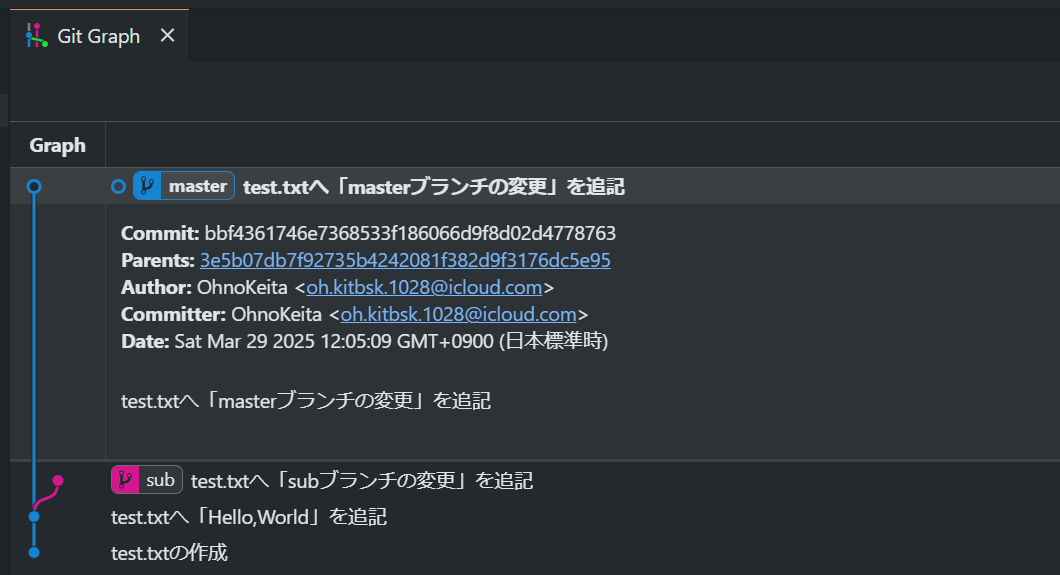 Git Graph
Graph
master test.txtへ「masterブランチの変更」を追記
Commit: bbf4361746e7368533f186066d9f8d02d4778763
Parents: 3e5b07db7f92735b4242081f382d9f3176dc5e95
Author: OhnoKeita <oh.kitbsk.1028@icloud.com>
Committer: OhnoKeita <oh.kitbsk.1028@icloud.com>
Date: Sat Mar 29 2025 12:05:09 GMT+0900 (日本標準時)
test.txtへ「masterブランチの変更」を追記
sub test.txtへ「subブランチの変更」を追記
test.txtへ「Hello,World」を追記
test.txtの作成